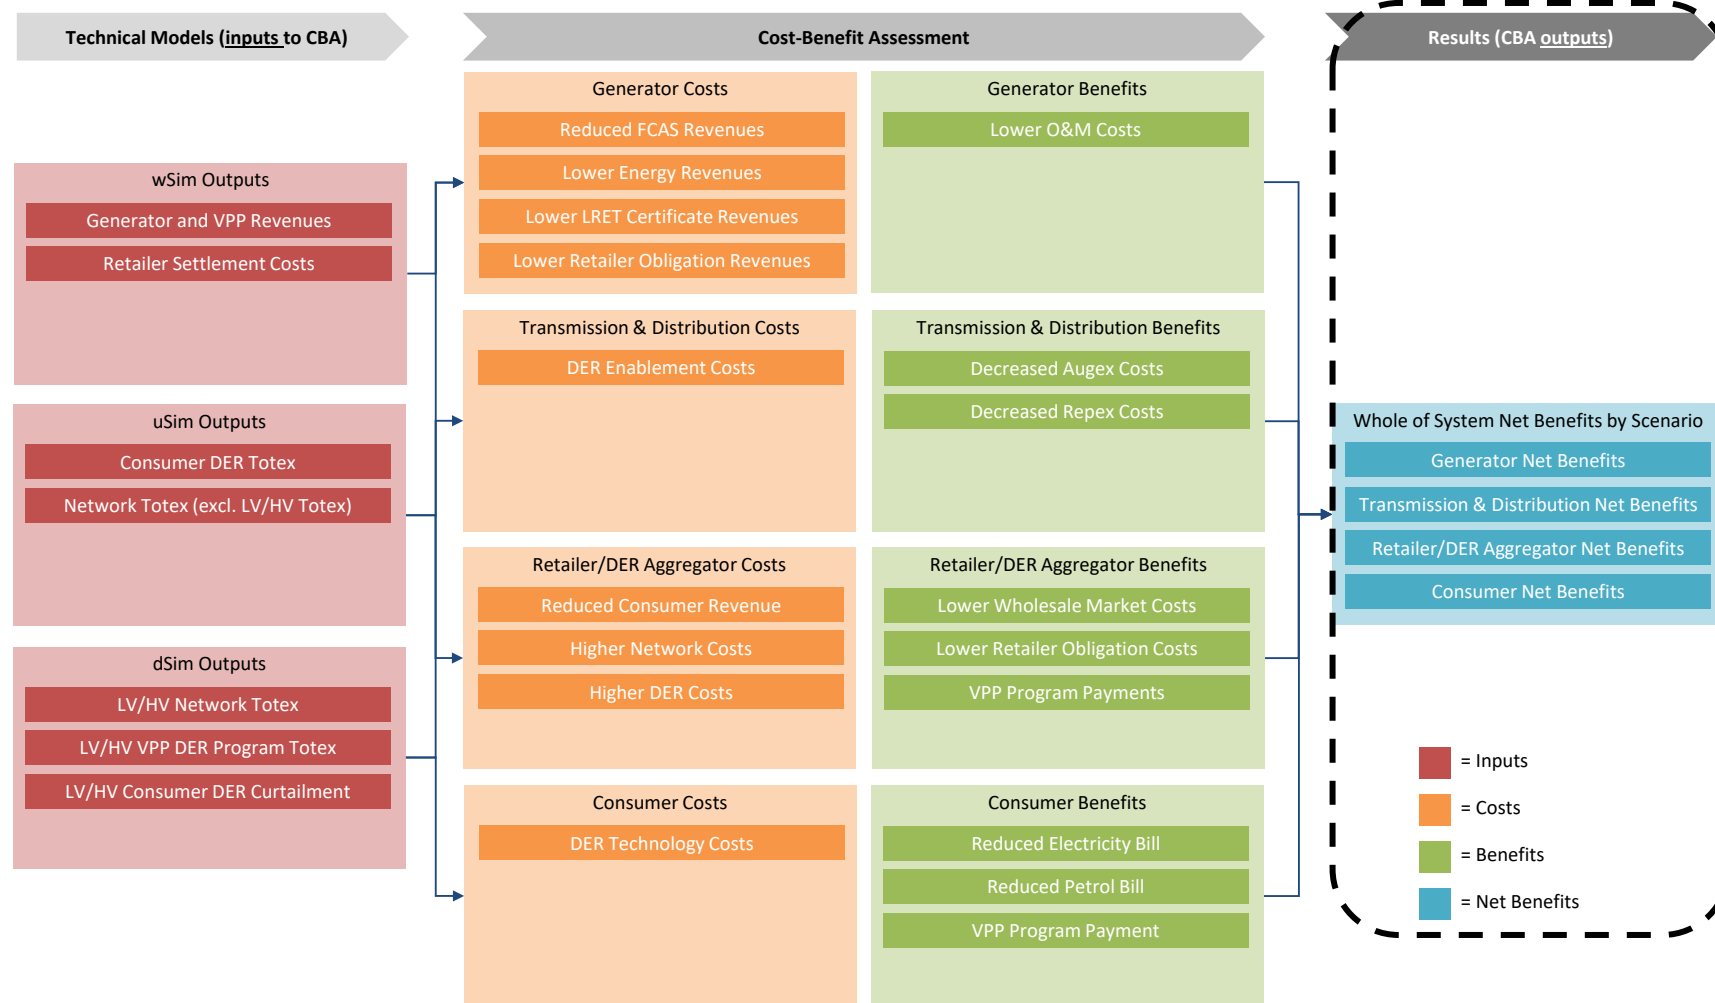 Technical Models (inputs to CBA)
Cost-Benefit Assessment
Results (CBA outputs)
wSim Outputs
Generator and VPP Revenues
Retailer Settlement Costs
uSim Outputs
Consumer DER Totex
Network Totex (excl. LV/HV Totex)
dSim Outputs
LV/HV Network Totex
LV/HV VPP DER Program Totex
LV/HV Consumer DER Curtailment
Generator Costs
Reduced FCAS Revenues
Lower Energy Revenues
Lower LRET Certificate Revenues
Lower Retailer Obligation Revenues
Transmission & Distribution Costs
DER Enablement Costs
Retailer/DER Aggregator Costs
Reduced Consumer Revenue
Higher Network Costs
Higher DER Costs
Consumer Costs
DER Technology Costs
Generator Benefits
Lower O&M Costs
Transmission & Distribution Benefits
Decreased Augex Costs
Decreased Repex Costs
Retailer/DER Aggregator Benefits
Lower Wholesale Market Costs
Lower Retailer Obligation Costs
VPP Program Payments
Consumer Benefits
Reduced Electricity Bill
Reduced Petrol Bill
VPP Program Payment
Whole of System Net Benefits by Scenario
Generator Net Benefits
Transmission & Distribution Net Benefits
Retailer/DER Aggregator Net Benefits
Consumer Net Benefits
= Inputs
= Costs
= Benefits
= Net Benefits